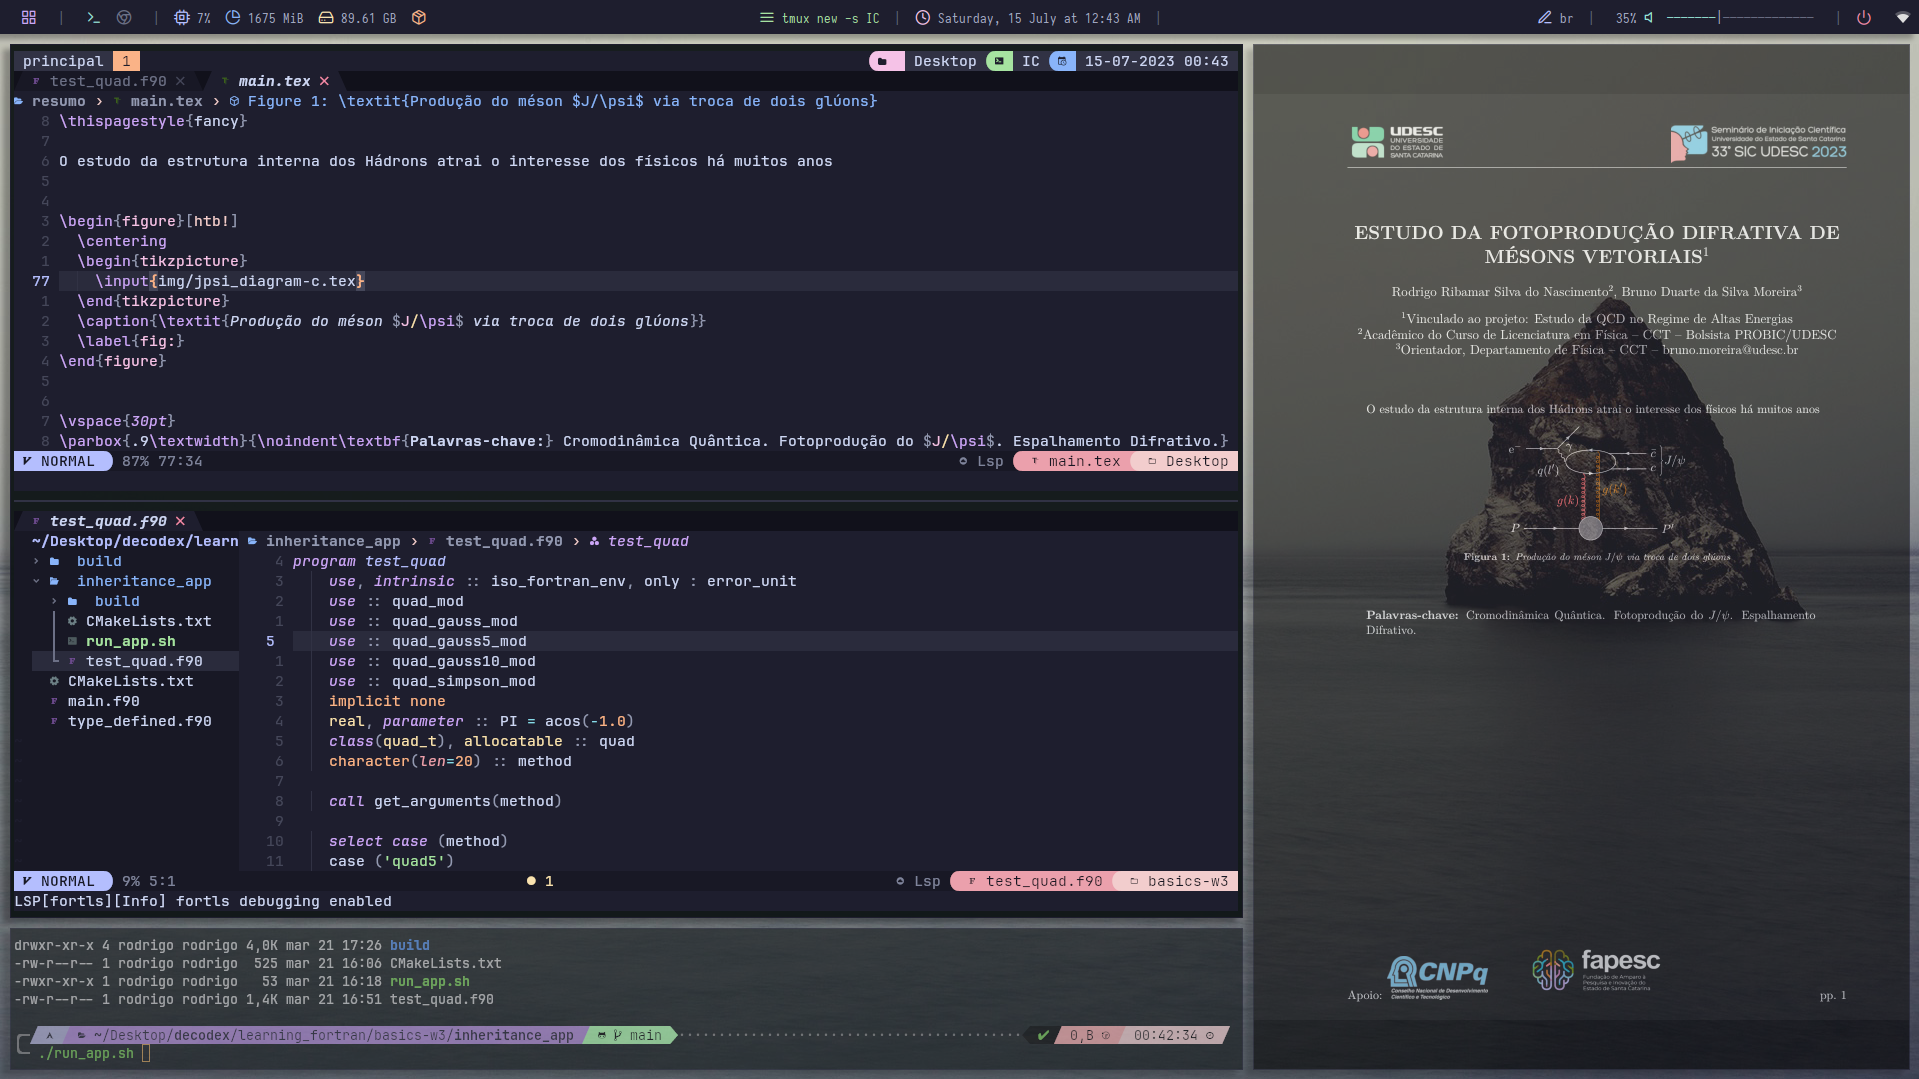 7% 1675 MiB 89.61 GB
tmux new -s IC
Saturday, 15 July at 12:43 AM
br 35%
principal 1 Desktop IC 15-07-2023 00:43
test_quad.f90 main.tex
resumo › main.tex › Figure 1: \textit{Produção do méson $J/\psi$ via troca de dois glúons}
8 \thispagestyle{fancy}
7
6 O estudo da estrutura interna dos Hádrons atrai o interesse dos físicos há muitos anos
5
4
3 \begin{figure}[htb!]
2 \centering
1 \begin{tikzpicture}
77 \input{img/jpsi_diagram-c.tex}
1 \end{tikzpicture}
2 \caption{\textit{Produção do méson $J/\psi$ via troca de dois glúons}}
3 \label{fig:}
4 \end{figure}
5
6
7 \vspace{30pt}
8 \parbox{.9\textwidth}{\noindent\textbf{Palavras-chave:} Cromodinâmica Quântica. Fotoprodução do $J/\psi$. Espalhamento Difrativo.}
NORMAL 87% 77:34 Lsp main.tex Desktop
test_quad.f90
~/Desktop/decodex/learn
build
inheritance_app
build
CMakeLists.txt
run_app.sh
test_quad.f90
CMakeLists.txt
main.f90
type_defined.f90
inheritance_app › test_quad.f90 › test_quad
4 program test_quad
3 use, intrinsic :: iso_fortran_env, only : error_unit
2 use :: quad_mod
1 use :: quad_gauss_mod
5 use :: quad_gauss5_mod
1 use :: quad_gauss10_mod
2 use :: quad_simpson_mod
3 implicit none
4 real, parameter :: PI = acos(-1.0)
5 class(quad_t), allocatable :: quad
6 character(len=20) :: method
7
8 call get_arguments(method)
9
10 select case (method)
11 case ('quad5')
NORMAL 9% 5:1 1 Lsp test_quad.f90 basics-w3
LSP[fortls][Info] fortls debugging enabled
drwxr-xr-x 4 rodrigo rodrigo 4,0K mar 21 17:26 build
-rw-r--r-- 1 rodrigo rodrigo 525 mar 21 16:06 CMakeLists.txt
-rwxr-xr-x 1 rodrigo rodrigo 53 mar 21 16:18 run_app.sh
-rw-r--r-- 1 rodrigo rodrigo 1,4K mar 21 16:51 test_quad.f90
~/Desktop/decodex/learning_fortran/basics-w3/inheritance_app main 0,B 00:42:34
./run_app.sh
UDESC
UNIVERSIDADE
DO ESTADO DE
SANTA CATARINA
Seminário de Iniciação Científica
Universidade do Estado de Santa Catarina
33° SIC UDESC 2023
ESTUDO DA FOTOPRODUÇÃO DIFRATIVA DE
MÉSONS VETORIAIS¹
Rodrigo Ribamar Silva do Nascimento², Bruno Duarte da Silva Moreira³
¹Vinculado ao projeto: Estudo da QCD no Regime de Altas Energias
²Acadêmico do Curso de Licenciatura em Física – CCT – Bolsista PROBIC/UDESC
³Orientador, Departamento de Física – CCT – bruno.moreira@udesc.br
O estudo da estrutura interna dos Hádrons atrai o interesse dos físicos há muitos anos
e⁻ γ c̄
q(l′) c J/ψ
g(k) g(k′)
P P′
Figura 1: Produção do méson J/ψ via troca de dois glúons
Palavras-chave: Cromodinâmica Quântica. Fotoprodução do J/ψ. Espalhamento
Difrativo.
Apoio:
CNPq
Conselho Nacional de Desenvolvimento
Científico e Tecnológico
fapesc
Fundação de Amparo à
Pesquisa e Inovação do
Estado de Santa Catarina
pp. 1